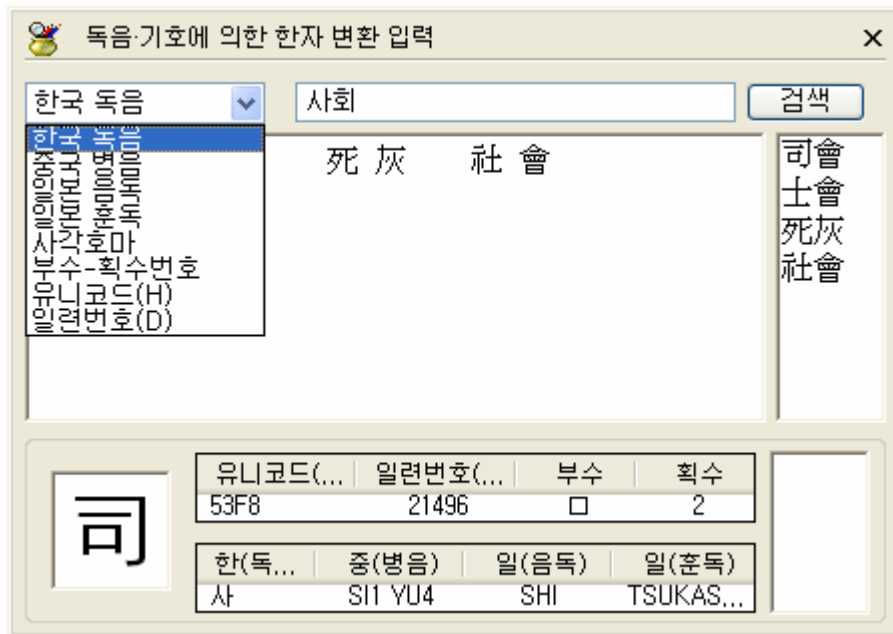 독음·기호에 의한 한자 변환 입력
한국 독음 사회 검색
한국 독음
중국 병음
일본 음독
일본 훈독
사각호마
부수-획수번호
유니코드(H)
일련번호(D)
死灰 社會
司會
士會
死灰
社會
司
유니코드(... 일련번호(... 부수 획수
53F8 21496 口 2
한(독... 중(병음) 일(음독) 일(훈독)
사 SI1 YU4 SHI TSUKAS...